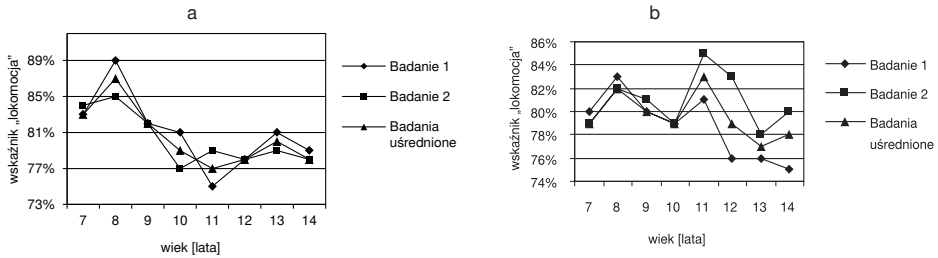 a
wskaźnik „lokomocja”
89%
85%
81%
77%
73%
7 8 9 10 11 12 13 14
wiek [lata]
Badanie 1
Badanie 2
Badania
uśrednione
b
wskaźnik „lokomocja”
86%
84%
82%
80%
78%
76%
74%
7 8 9 10 11 12 13 14
wiek [lata]
Badanie 1
Badanie 2
Badania
uśrednione